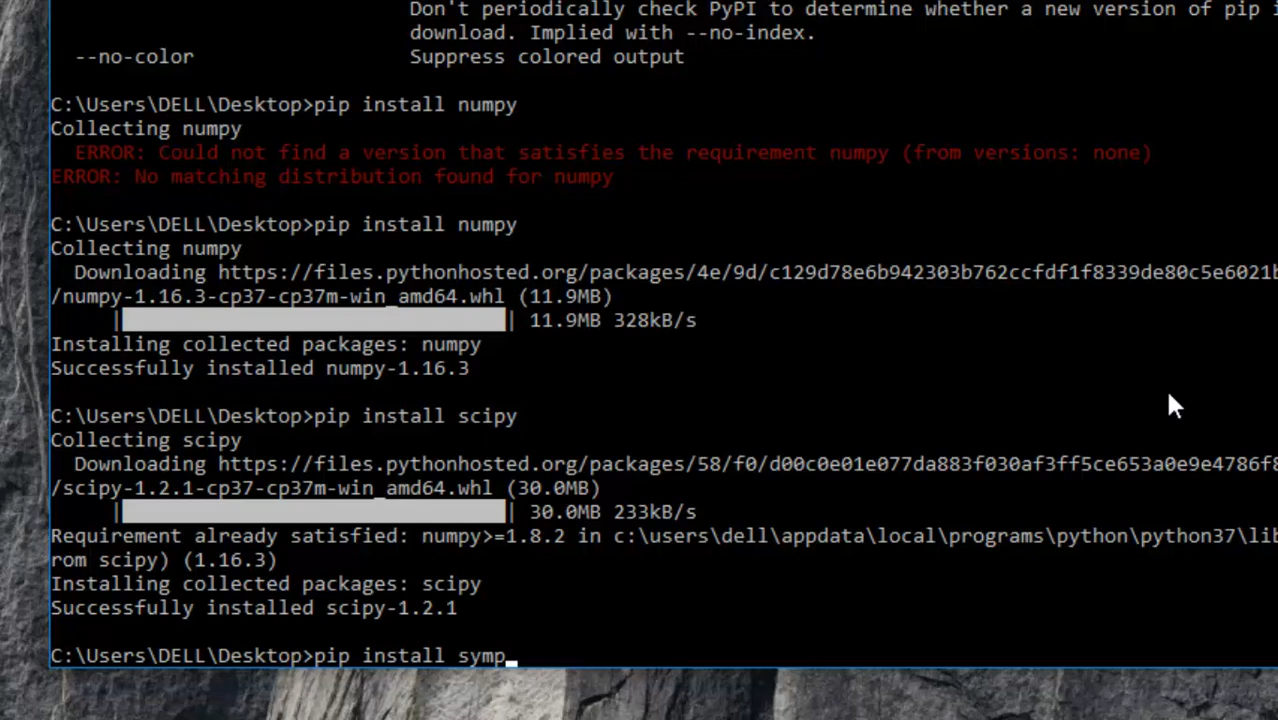 Don't periodically check PyPI to determine whether a new version of pip i
download. Implied with --no-index.
--no-color Suppress colored output
C:\Users\DELL\Desktop>pip install numpy
Collecting numpy
ERROR: Could not find a version that satisfies the requirement numpy (from versions: none)
ERROR: No matching distribution found for numpy
C:\Users\DELL\Desktop>pip install numpy
Collecting numpy
Downloading https://files.pythonhosted.org/packages/4e/9d/c129d78e6b942303b762ccfdf1f8339de80c5e6021b
/numpy-1.16.3-cp37-cp37m-win_amd64.whl (11.9MB)
| | 11.9MB 328kB/s
Installing collected packages: numpy
Successfully installed numpy-1.16.3
C:\Users\DELL\Desktop>pip install scipy
Collecting scipy
Downloading https://files.pythonhosted.org/packages/58/f0/d00c0e01e077da883f030af3ff5ce653a0e9e4786f8
/scipy-1.2.1-cp37-cp37m-win_amd64.whl (30.0MB)
| | 30.0MB 233kB/s
Requirement already satisfied: numpy>=1.8.2 in c:\users\dell\appdata\local\programs\python\python37\lib
rom scipy) (1.16.3)
Installing collected packages: scipy
Successfully installed scipy-1.2.1
C:\Users\DELL\Desktop>pip install symp